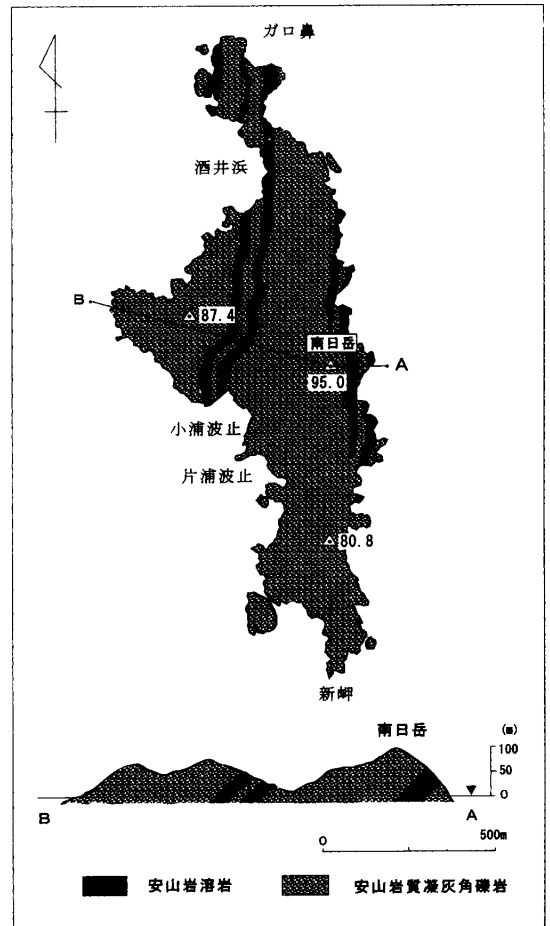 ガロ鼻
酒井浜
B
87.4
南日岳
A
95.0
小浦波止
片浦波止
80.8
新岬
南日岳
(m)
100
50
0
B
A
0
500m
安山岩溶岩
安山岩質凝灰角礫岩